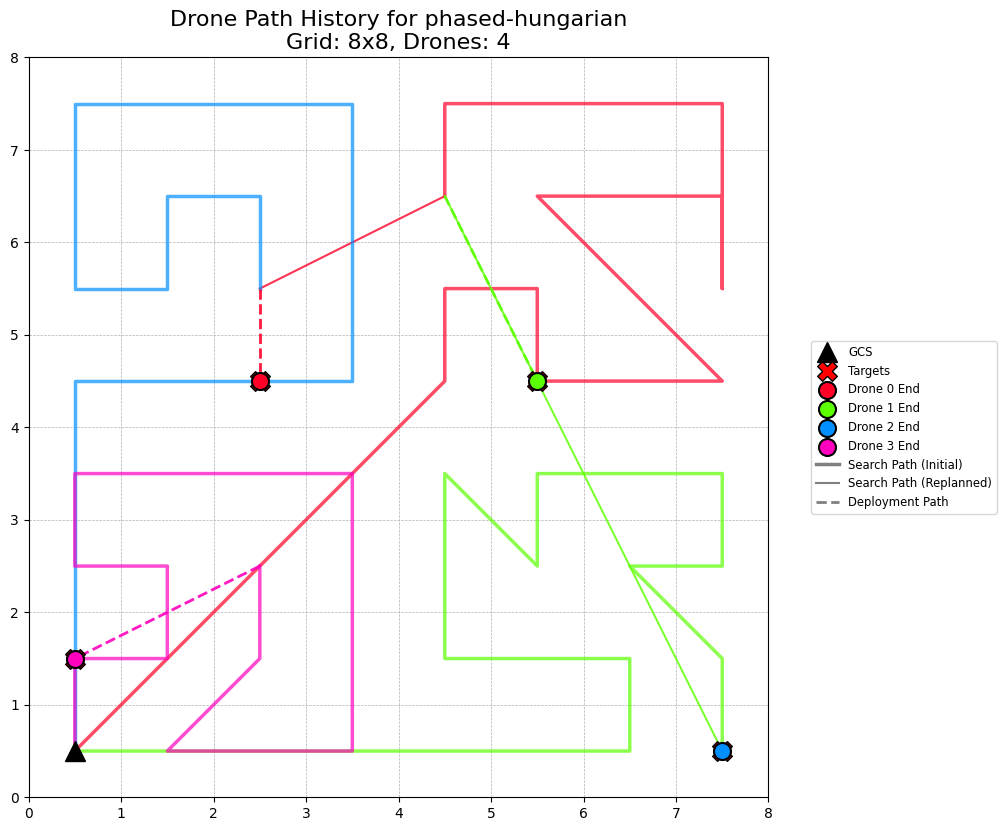 Drone Path History for phased-hungarian
Grid: 8x8, Drones: 4
8
7
6
5
4
3
2
1
0
0 1 2 3 4 5 6 7 8
GCS
Targets
Drone 0 End
Drone 1 End
Drone 2 End
Drone 3 End
Search Path (Initial)
Search Path (Replanned)
Deployment Path